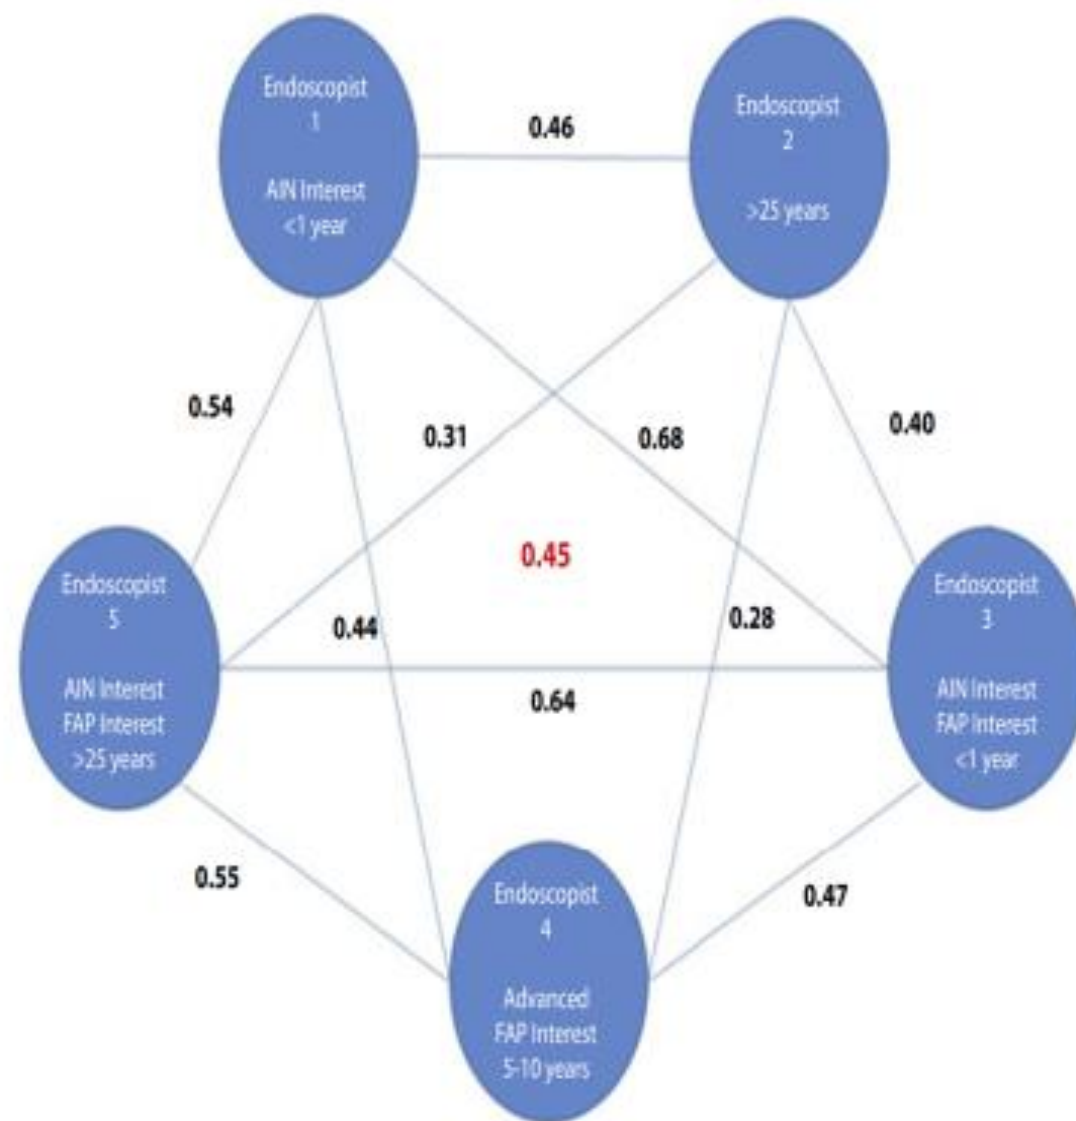 Endoscopist
1
AIN Interest
<1 year
0.46
Endoscopist
2
>25 years
0.54
0.31
0.68
0.40
0.45
Endoscopist
5
AIN Interest
FAP Interest
>25 years
0.44
0.28
0.64
Endoscopist
3
AIN Interest
FAP Interest
<1 year
0.55
Endoscopist
4
Advanced
FAP Interest
5-10 years
0.47